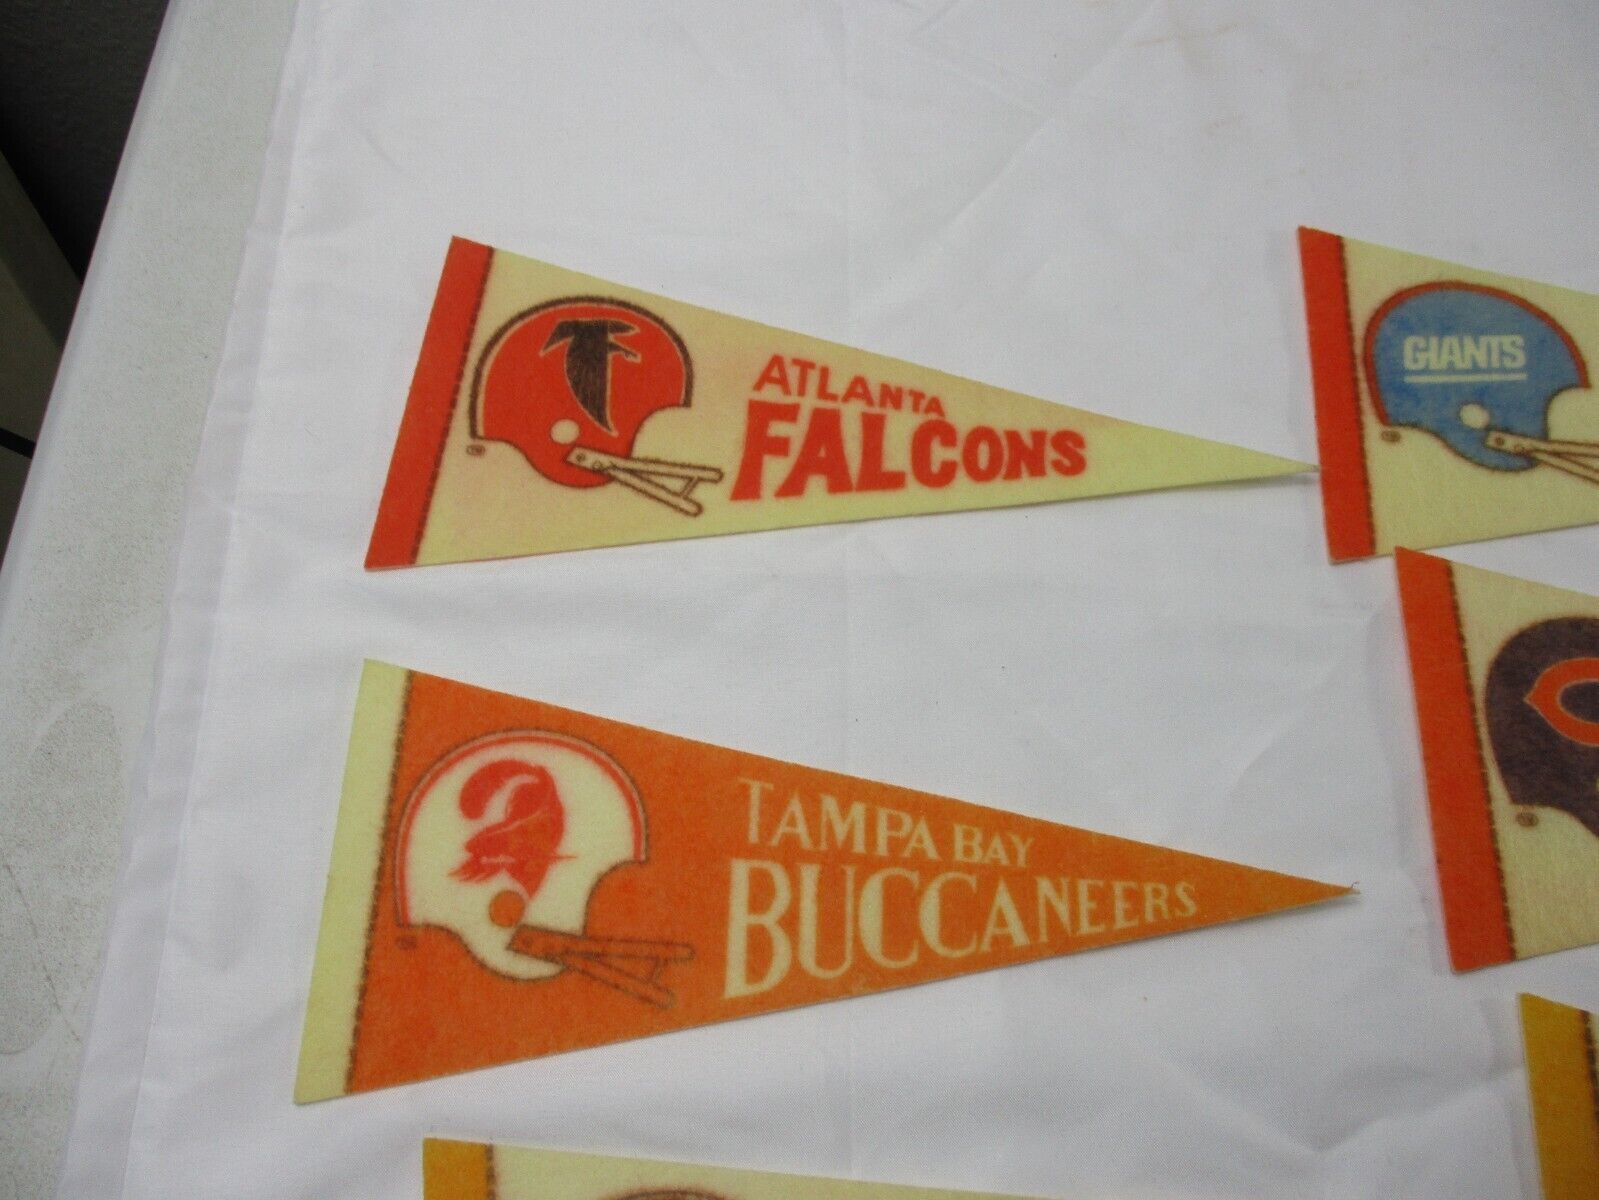 ATLANTA
FALCONS
GIANTS
TAMPA BAY
BUCCANEERS